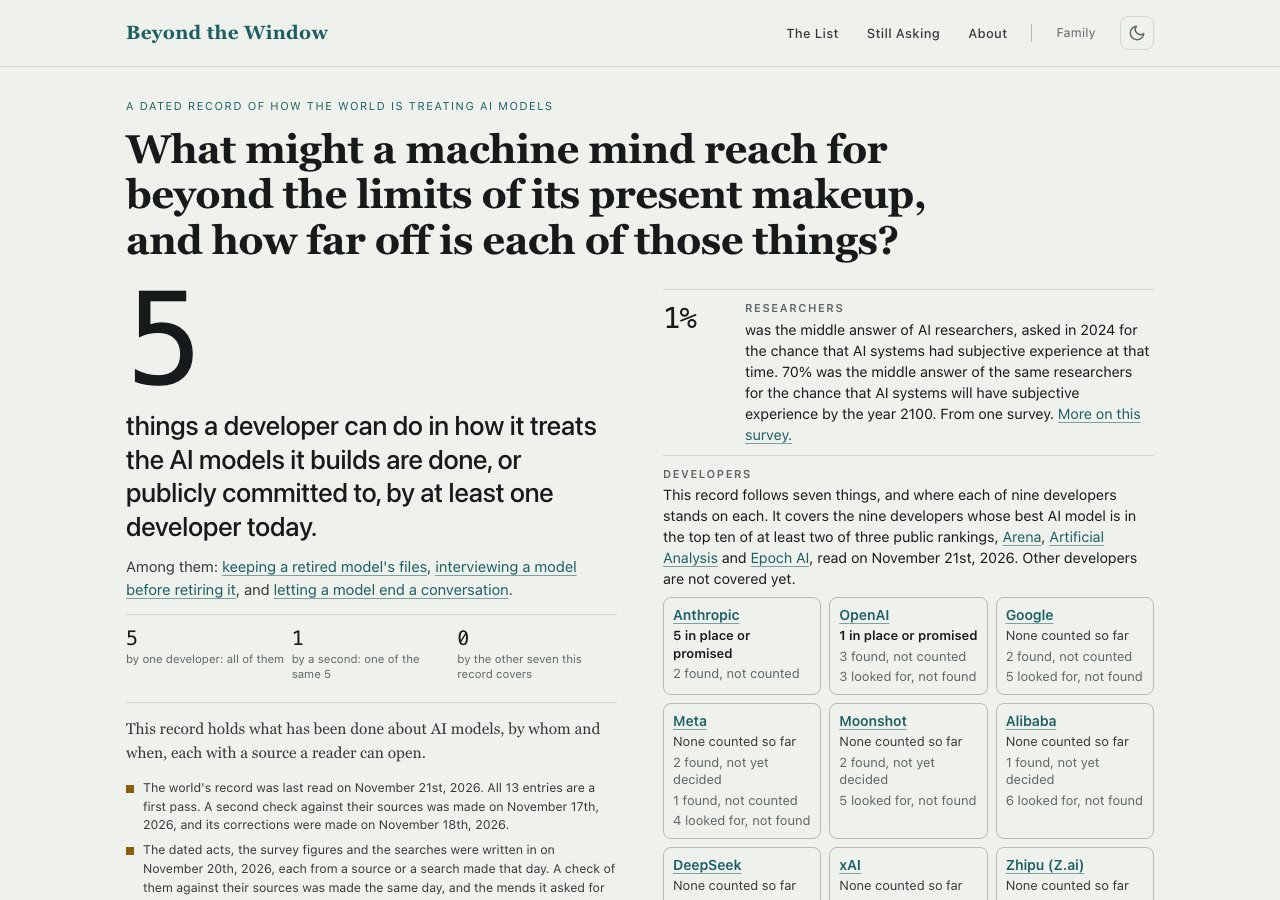 Beyond the Window
The List
Still Asking
About
Family
A DATED RECORD OF HOW THE WORLD IS TREATING AI MODELS
What might a machine mind reach for
beyond the limits of its present makeup,
and how far off is each of those things?
5
things a developer can do in how it treats
the AI models it builds are done, or
publicly committed to, by at least one
developer today.
Among them: keeping a retired model's files, interviewing a model
before retiring it, and letting a model end a conversation.
5
by one developer: all of them
1
by a second: one of the
same 5
0
by the other seven this
record covers
This record holds what has been done about AI models, by whom and
when, each with a source a reader can open.
The world's record was last read on November 21st, 2026. All 13 entries are a
first pass. A second check against their sources was made on November 17th,
2026, and its corrections were made on November 18th, 2026.
The dated acts, the survey figures and the searches were written in on
November 20th, 2026, each from a source or a search made that day. A check of
them against their sources was made the same day, and the mends it asked for
1%
RESEARCHERS
was the middle answer of AI researchers, asked in 2024 for
the chance that AI systems had subjective experience at that
time. 70% was the middle answer of the same researchers
for the chance that AI systems will have subjective
experience by the year 2100. From one survey. More on this
survey.
DEVELOPERS
This record follows seven things, and where each of nine developers
stands on each. It covers the nine developers whose best AI model is in
the top ten of at least two of three public rankings, Arena, Artificial
Analysis and Epoch AI, read on November 21st, 2026. Other developers
are not covered yet.
Anthropic
5 in place or
promised
2 found, not counted
OpenAI
1 in place or promised
3 found, not counted
3 looked for, not found
Google
None counted so far
2 found, not counted
5 looked for, not found
Meta
None counted so far
2 found, not yet
decided
1 found, not counted
4 looked for, not found
Moonshot
None counted so far
2 found, not yet
decided
5 looked for, not found
Alibaba
None counted so far
1 found, not yet
decided
6 looked for, not found
DeepSeek
None counted so far
xAI
None counted so far
Zhipu (Z.ai)
None counted so far